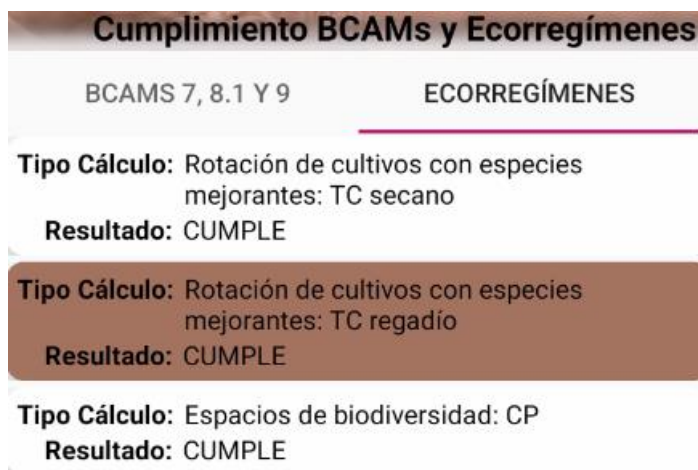 Cumplimiento BCAMs y Ecorregímenes
BCAMS 7, 8.1 Y 9
ECORREGÍMENES
Tipo Cálculo: Rotación de cultivos con especies
mejorantes: TC secano
Resultado: CUMPLE
Tipo Cálculo: Rotación de cultivos con especies
mejorantes: TC regadío
Resultado: CUMPLE
Tipo Cálculo: Espacios de biodiversidad: CP
Resultado: CUMPLE